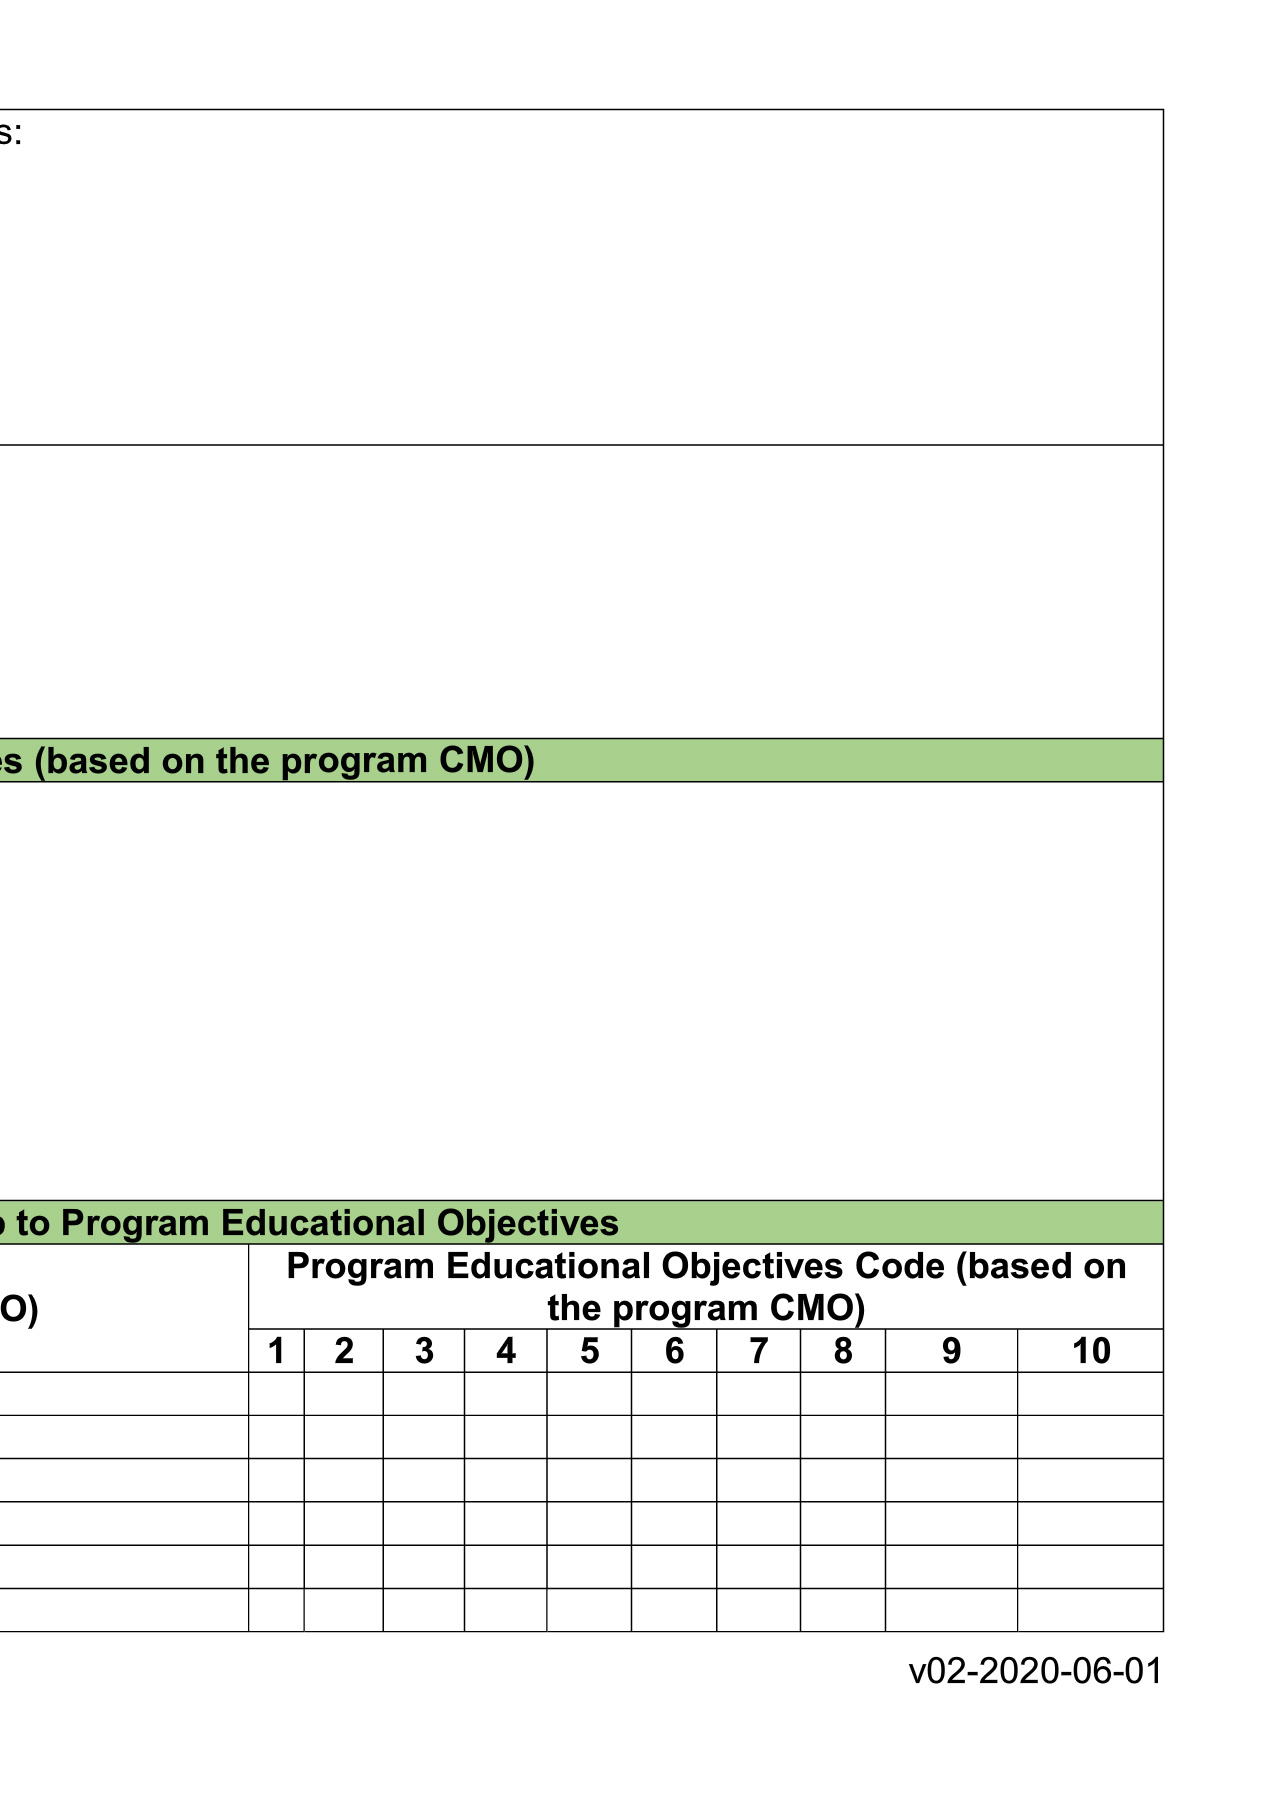 s:
es (based on the program CMO)
to Program Educational Objectives
Program Educational Objectives Code (based on
O)
the program CMO)
1 2 3 4 5 6 7 8 9 10
v02-2020-06-01